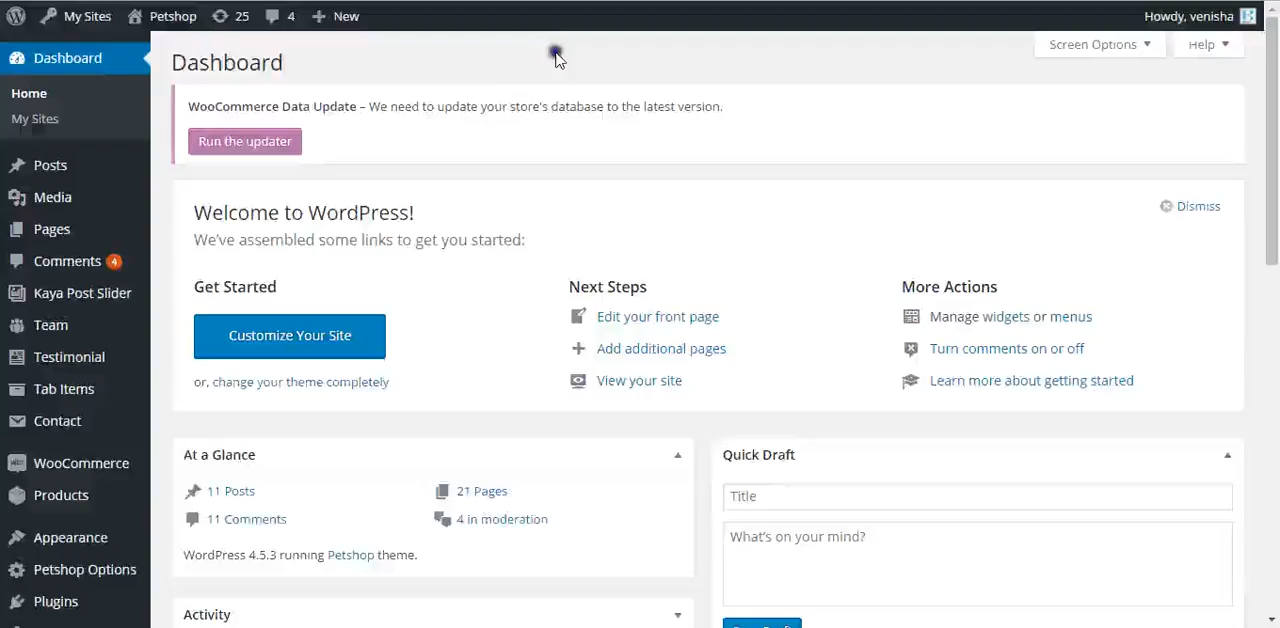 My Sites Petshop 25 4 New Howdy, venisha
Dashboard
Home
My Sites
Posts
Media
Pages
Comments 4
Kaya Post Slider
Team
Testimonial
Tab Items
Contact
WooCommerce
Products
Appearance
Petshop Options
Plugins
Dashboard
Screen Options Help
WooCommerce Data Update – We need to update your store's database to the latest version.
Run the updater
Welcome to WordPress!
Dismiss
We've assembled some links to get you started:
Get Started
Customize Your Site
or, change your theme completely
Next Steps
Edit your front page
Add additional pages
View your site
More Actions
Manage widgets or menus
Turn comments on or off
Learn more about getting started
At a Glance
11 Posts
21 Pages
11 Comments
4 in moderation
WordPress 4.5.3 running Petshop theme.
Activity
Quick Draft
Title
What's on your mind?